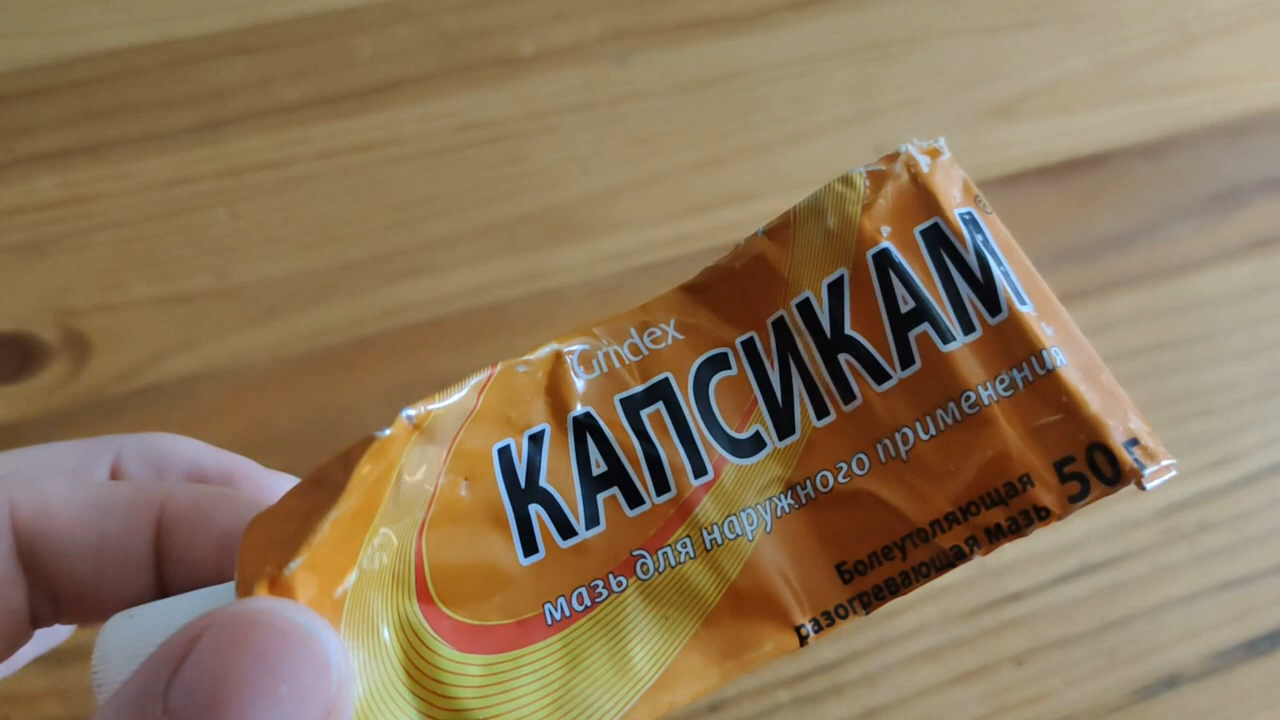 Grindex
КАПСИКАМ®
мазь для наружного применения
Болеутоляющая
разогревающая мазь
50 г